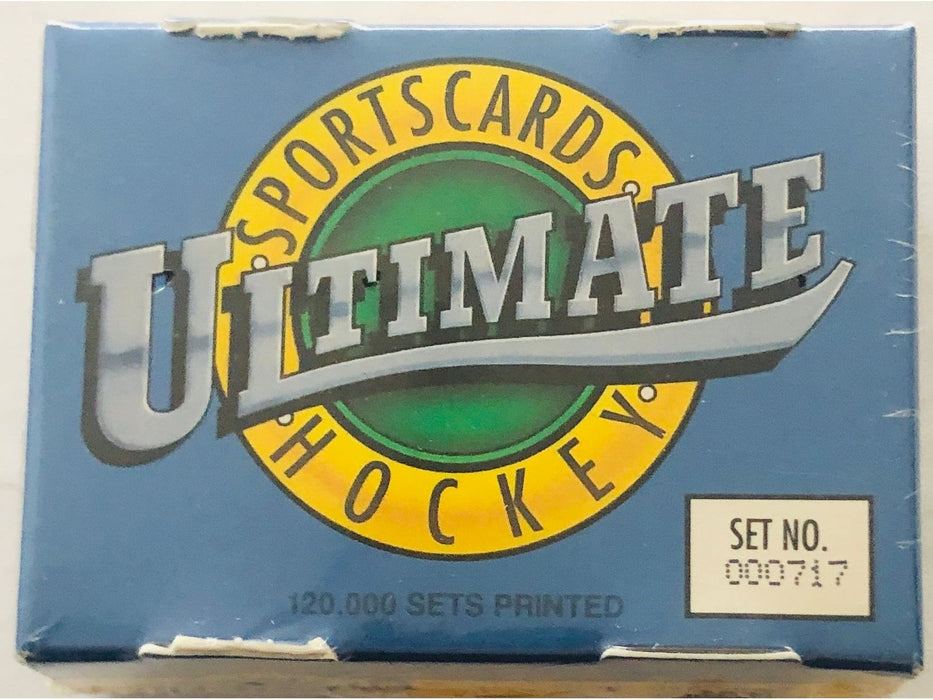 SPORTSCARDS
ULTIMATE
HOCKEY
SET NO.
000717
120.000 SETS PRINTED